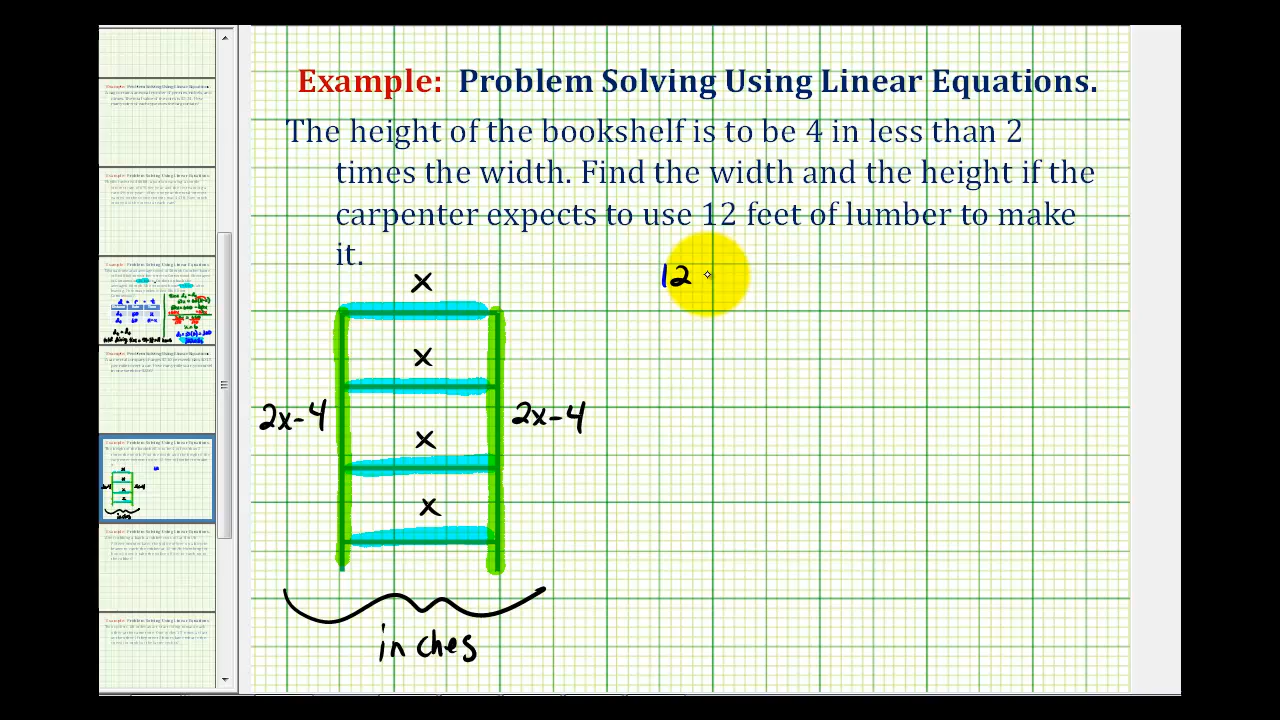 Example: Problem Solving Using Linear Equations.
The height of the bookshelf is to be 4 in less than 2
times the width. Find the width and the height if the
carpenter expects to use 12 feet of lumber to make
it.
x
12
x
2x-4
2x-4
x
x
inches